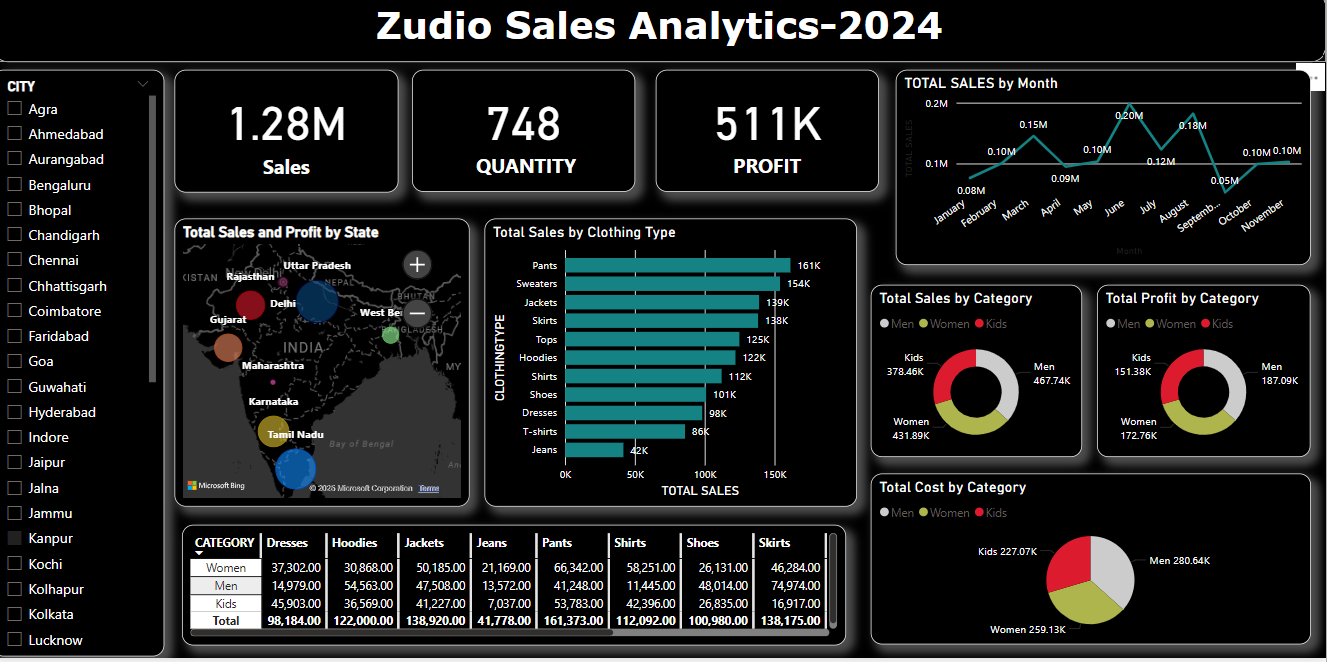 Zudio Sales Analytics-2024
CITY
Agra
Ahmedabad
Aurangabad
Bengaluru
Bhopal
Chandigarh
Chennai
Chhattisgarh
Coimbatore
Faridabad
Goa
Guwahati
Hyderabad
Indore
Jaipur
Jalna
Jammu
Kanpur
Kochi
Kolhapur
Kolkata
Lucknow
1.28M
Sales
748
QUANTITY
511K
PROFIT
TOTAL SALES by Month
TOTAL SALES
0.2M
0.1M
0.08M
0.10M
0.15M
0.09M
0.10M
0.20M
0.12M
0.18M
0.05M
0.10M
0.10M
January
February
March
April
May
June
July
August
Septemb...
October
November
Month
Total Sales and Profit by State
Uttar Pradesh
New Delhi
KISTAN
Rajasthan
NEPAL
Delhi
BHUTAN
Gujarat
West Be
BANGLADESH
INDIA
MY
Maharashtra
Karnataka
Tamil Nadu
Bay of Bengal
An
Microsoft Bing
© 2025 Microsoft Corporation Terms
Total Sales by Clothing Type
CLOTHINGTYPE
Pants 161K
Sweaters 154K
Jackets 139K
Skirts 138K
Tops 125K
Hoodies 122K
Shirts 112K
Shoes 101K
Dresses 98K
T-shirts 86K
Jeans 42K
0K 50K 100K 150K
TOTAL SALES
Total Sales by Category
Men Women Kids
Kids
378.46K
Men
467.74K
Women
431.89K
Total Profit by Category
Men Women Kids
Kids
151.38K
Men
187.09K
Women
172.76K
Total Cost by Category
Men Women Kids
Kids 227.07K
Men 280.64K
Women 259.13K
CATEGORY Dresses Hoodies Jackets Jeans Pants Shirts Shoes Skirts
Women 37,302.00 30,868.00 50,185.00 21,169.00 66,342.00 58,251.00 26,131.00 46,284.00
Men 14,979.00 54,563.00 47,508.00 13,572.00 41,248.00 11,445.00 48,014.00 74,974.00
Kids 45,903.00 36,569.00 41,227.00 7,037.00 53,783.00 42,396.00 26,835.00 16,917.00
Total 98,184.00 122,000.00 138,920.00 41,778.00 161,373.00 112,092.00 100,980.00 138,175.00